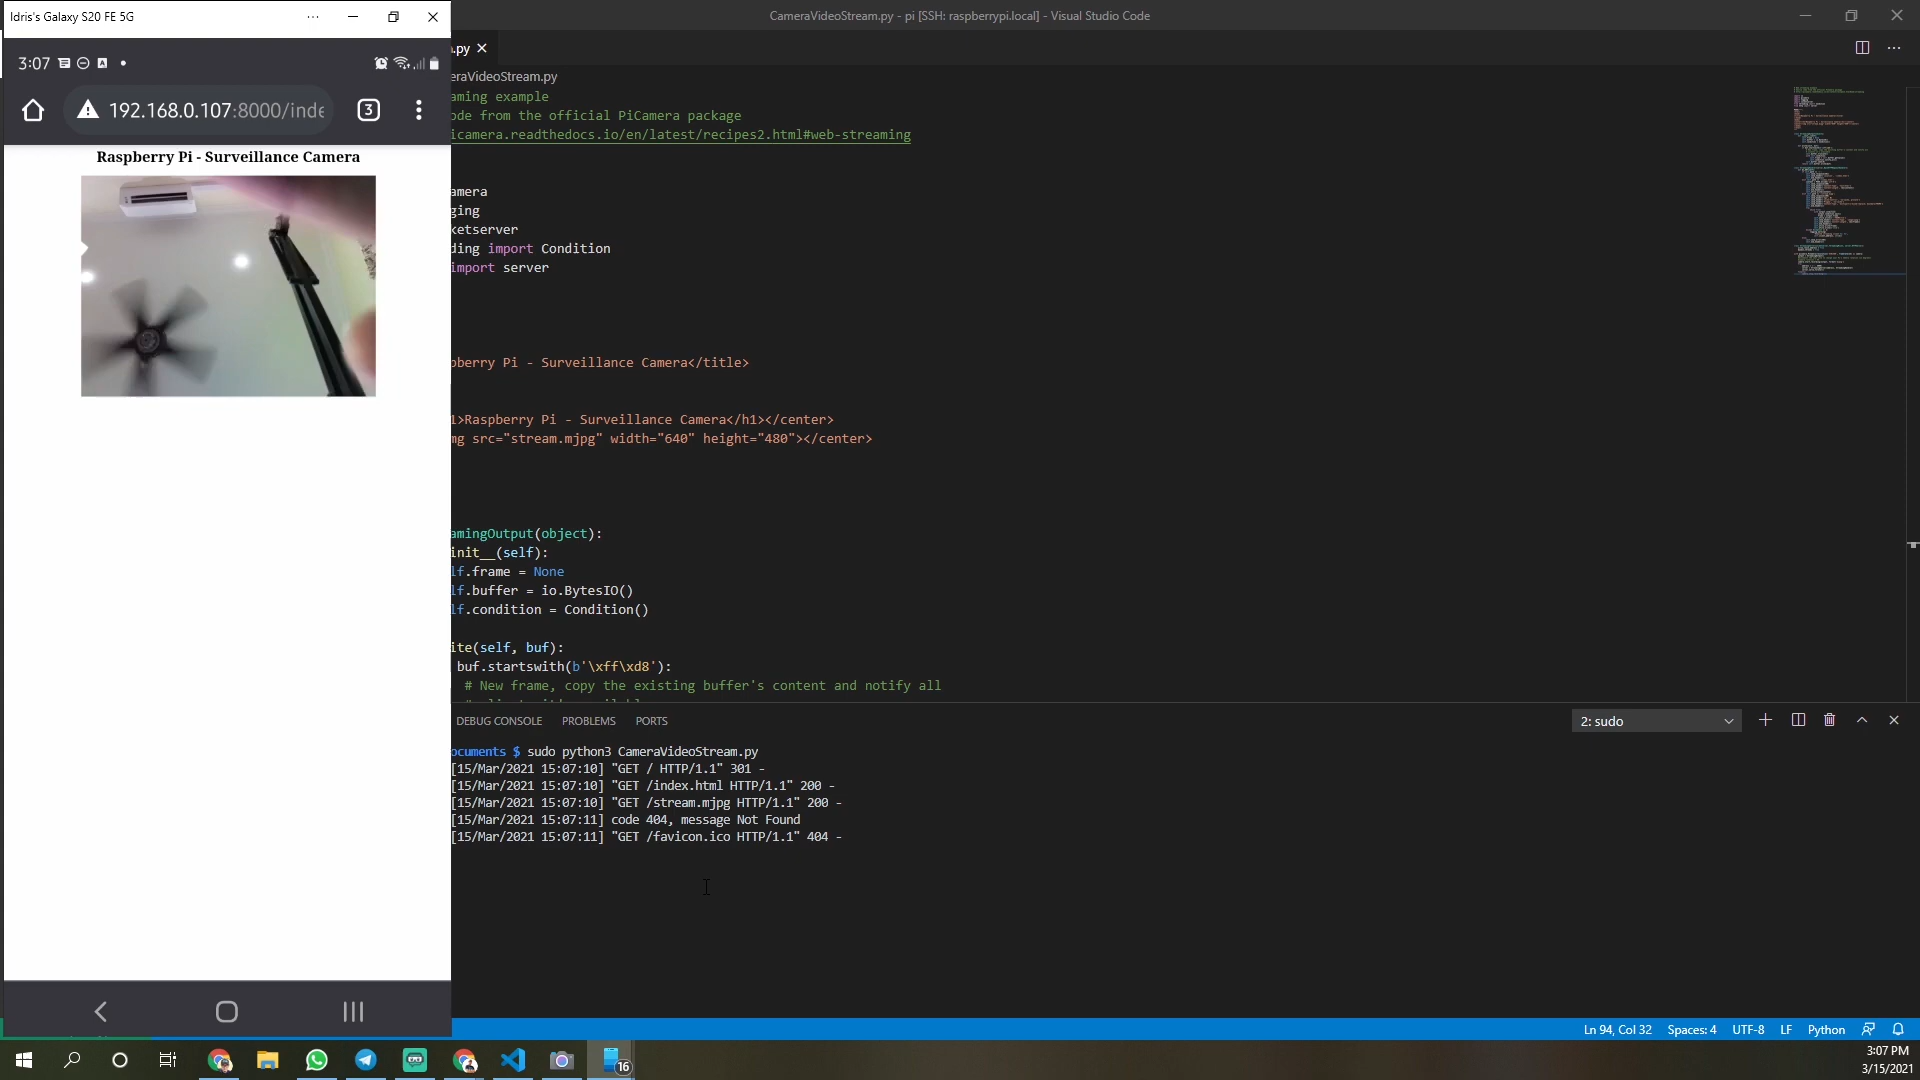 Idris's Galaxy S20 FE 5G
CameraVideoStream.py - pi [SSH: raspberrypi.local] - Visual Studio Code
3:07
192.168.0.107:8000/inde
3
Raspberry Pi - Surveillance Camera
.py
eraVideoStream.py
aming example
ode from the official PiCamera package
icamera.readthedocs.io/en/latest/recipes2.html#web-streaming
amera
ging
ketserver
ding import Condition
import server
berry Pi - Surveillance Camera</title>
1>Raspberry Pi - Surveillance Camera</h1></center>
mg src="stream.mjpg" width="640" height="480"></center>
amingOutput(object):
init__(self):
lf.frame = None
lf.buffer = io.BytesIO()
lf.condition = Condition()
ite(self, buf):
buf.startswith(b'\xff\xd8'):
# New frame, copy the existing buffer's content and notify all
DEBUG CONSOLE PROBLEMS PORTS
2: sudo
ocuments $ sudo python3 CameraVideoStream.py
[15/Mar/2021 15:07:10] "GET / HTTP/1.1" 301 -
[15/Mar/2021 15:07:10] "GET /index.html HTTP/1.1" 200 -
[15/Mar/2021 15:07:10] "GET /stream.mjpg HTTP/1.1" 200 -
[15/Mar/2021 15:07:11] code 404, message Not Found
[15/Mar/2021 15:07:11] "GET /favicon.ico HTTP/1.1" 404 -
Ln 94, Col 32 Spaces: 4 UTF-8 LF Python
16
3:07 PM
3/15/2021